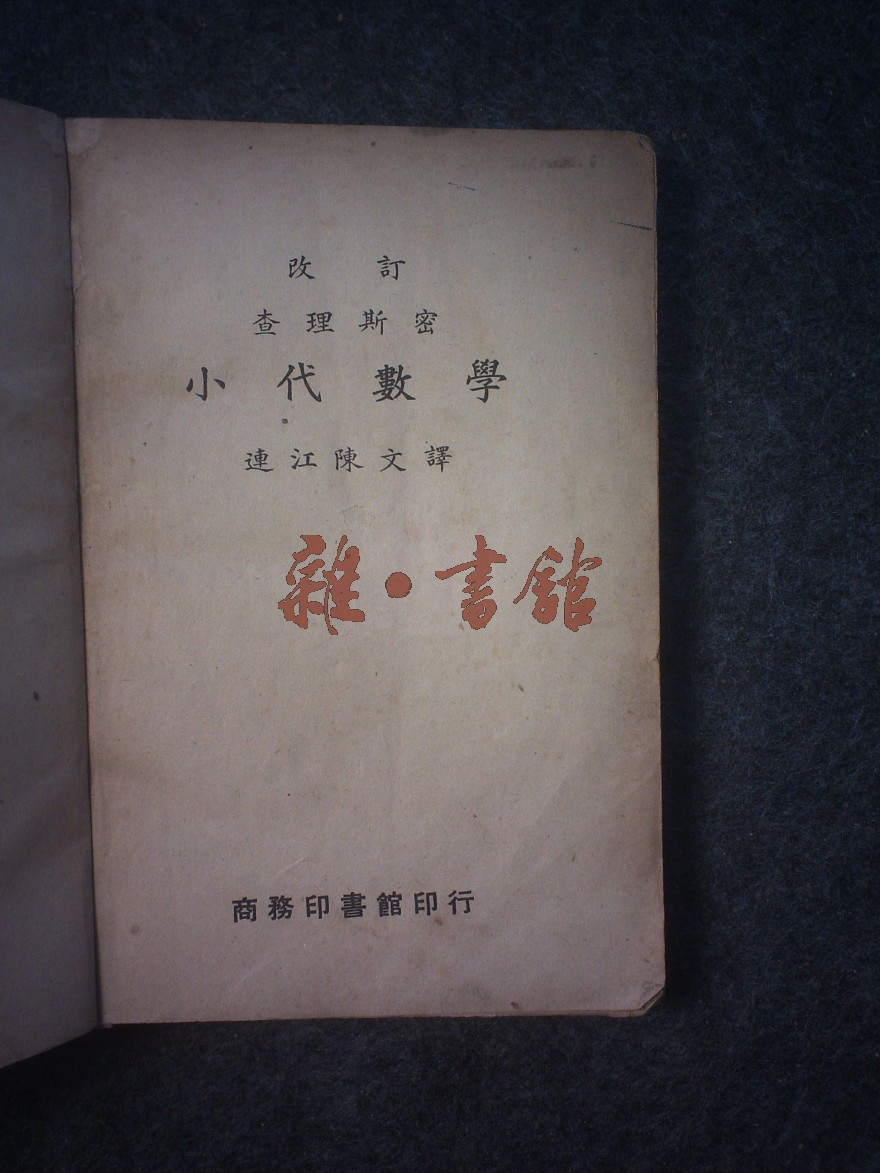 改訂
查理斯密
小代數學
連江陳文譯
雜·書館
商務印書館印行